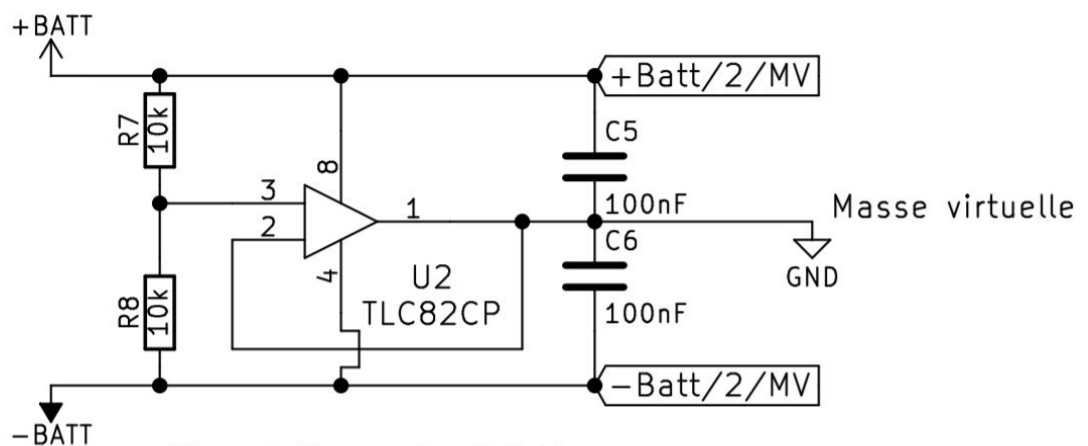 +BATT
+Batt/2/MV
R7
10k
8
C5
3
100nF
Masse virtuelle
2
1
C6
GND
4
U2
TLC82CP
100nF
R8
10k
-Batt/2/MV
-BATT